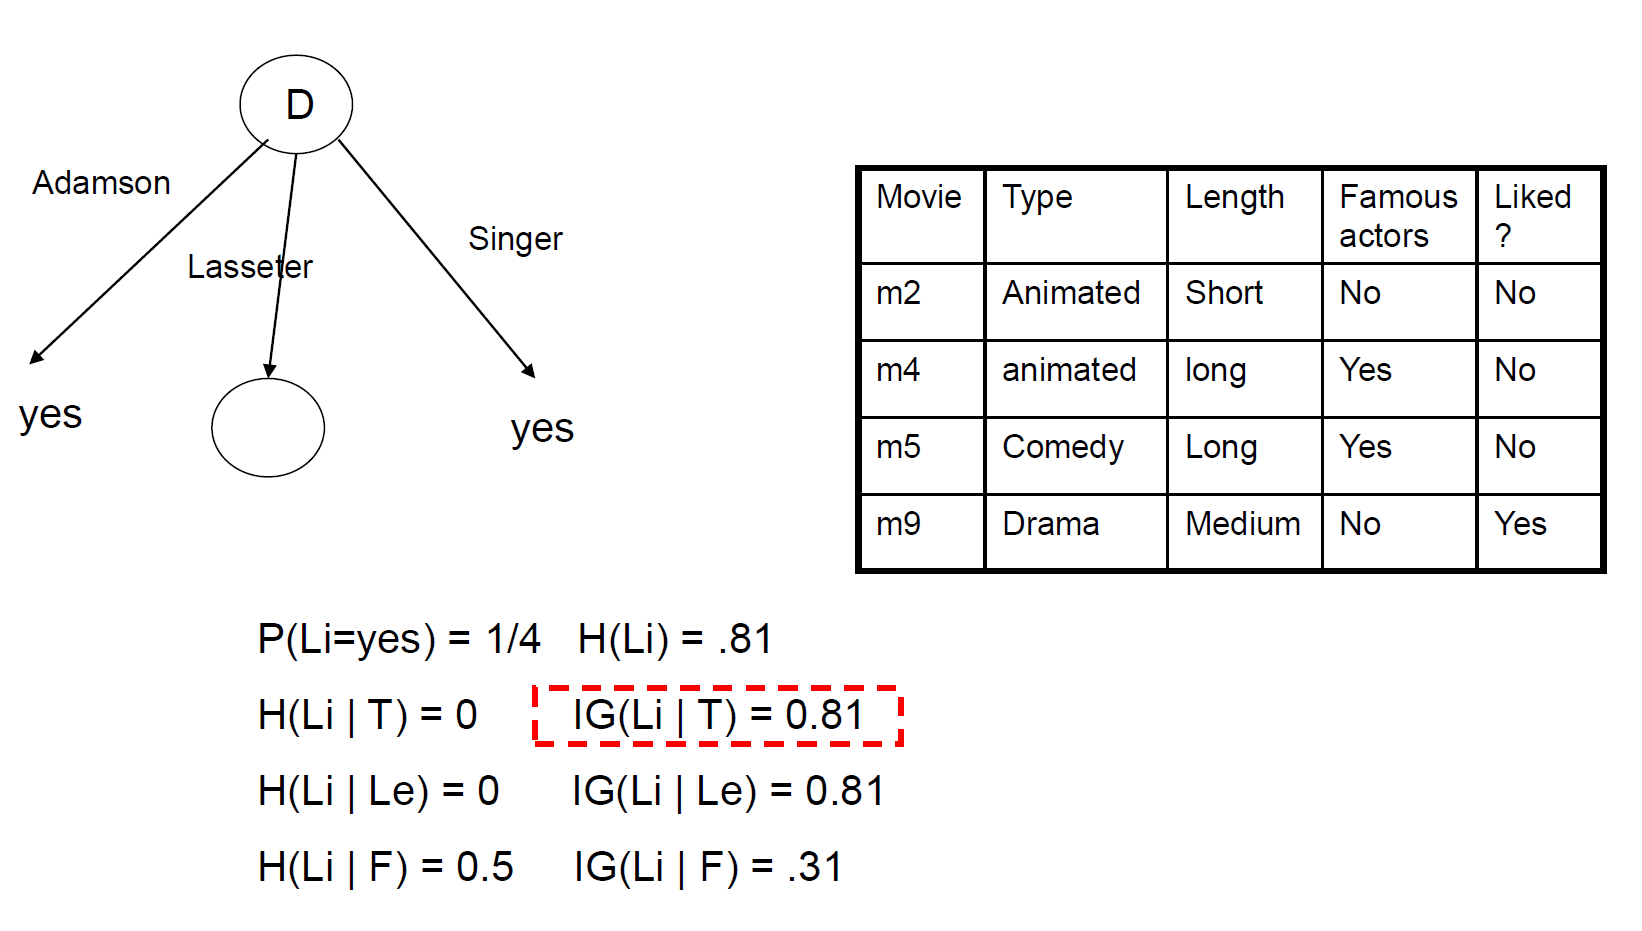 D
Adamson
Lasseter
Singer
yes
yes
Movie Type Length Famous actors Liked ?
m2 Animated Short No No
m4 animated long Yes No
m5 Comedy Long Yes No
m9 Drama Medium No Yes
P(Li=yes) = 1/4 H(Li) = .81
H(Li | T) = 0 IG(Li | T) = 0.81
H(Li | Le) = 0 IG(Li | Le) = 0.81
H(Li | F) = 0.5 IG(Li | F) = .31